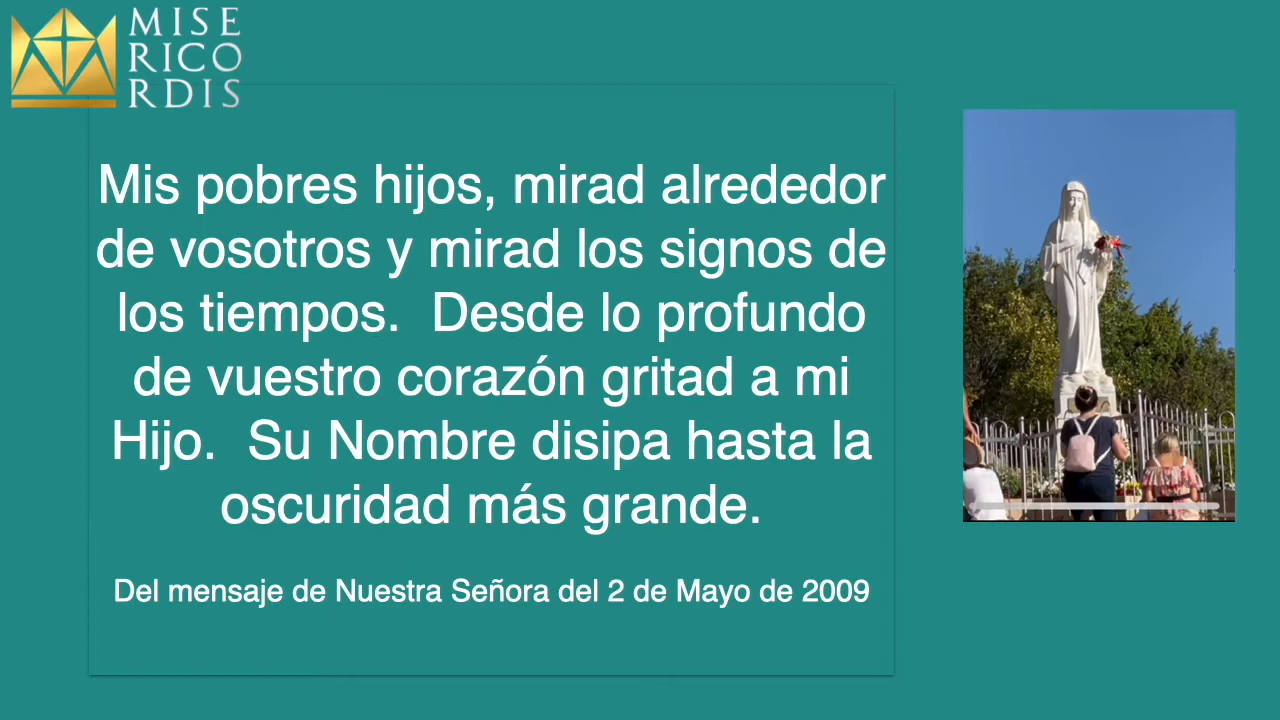 MISE
RICO
RDIS
Mis pobres hijos, mirad alrededor
de vosotros y mirad los signos de
los tiempos.  Desde lo profundo
de vuestro corazón gritad a mi
Hijo.  Su Nombre disipa hasta la
oscuridad más grande.
Del mensaje de Nuestra Señora del 2 de Mayo de 2009